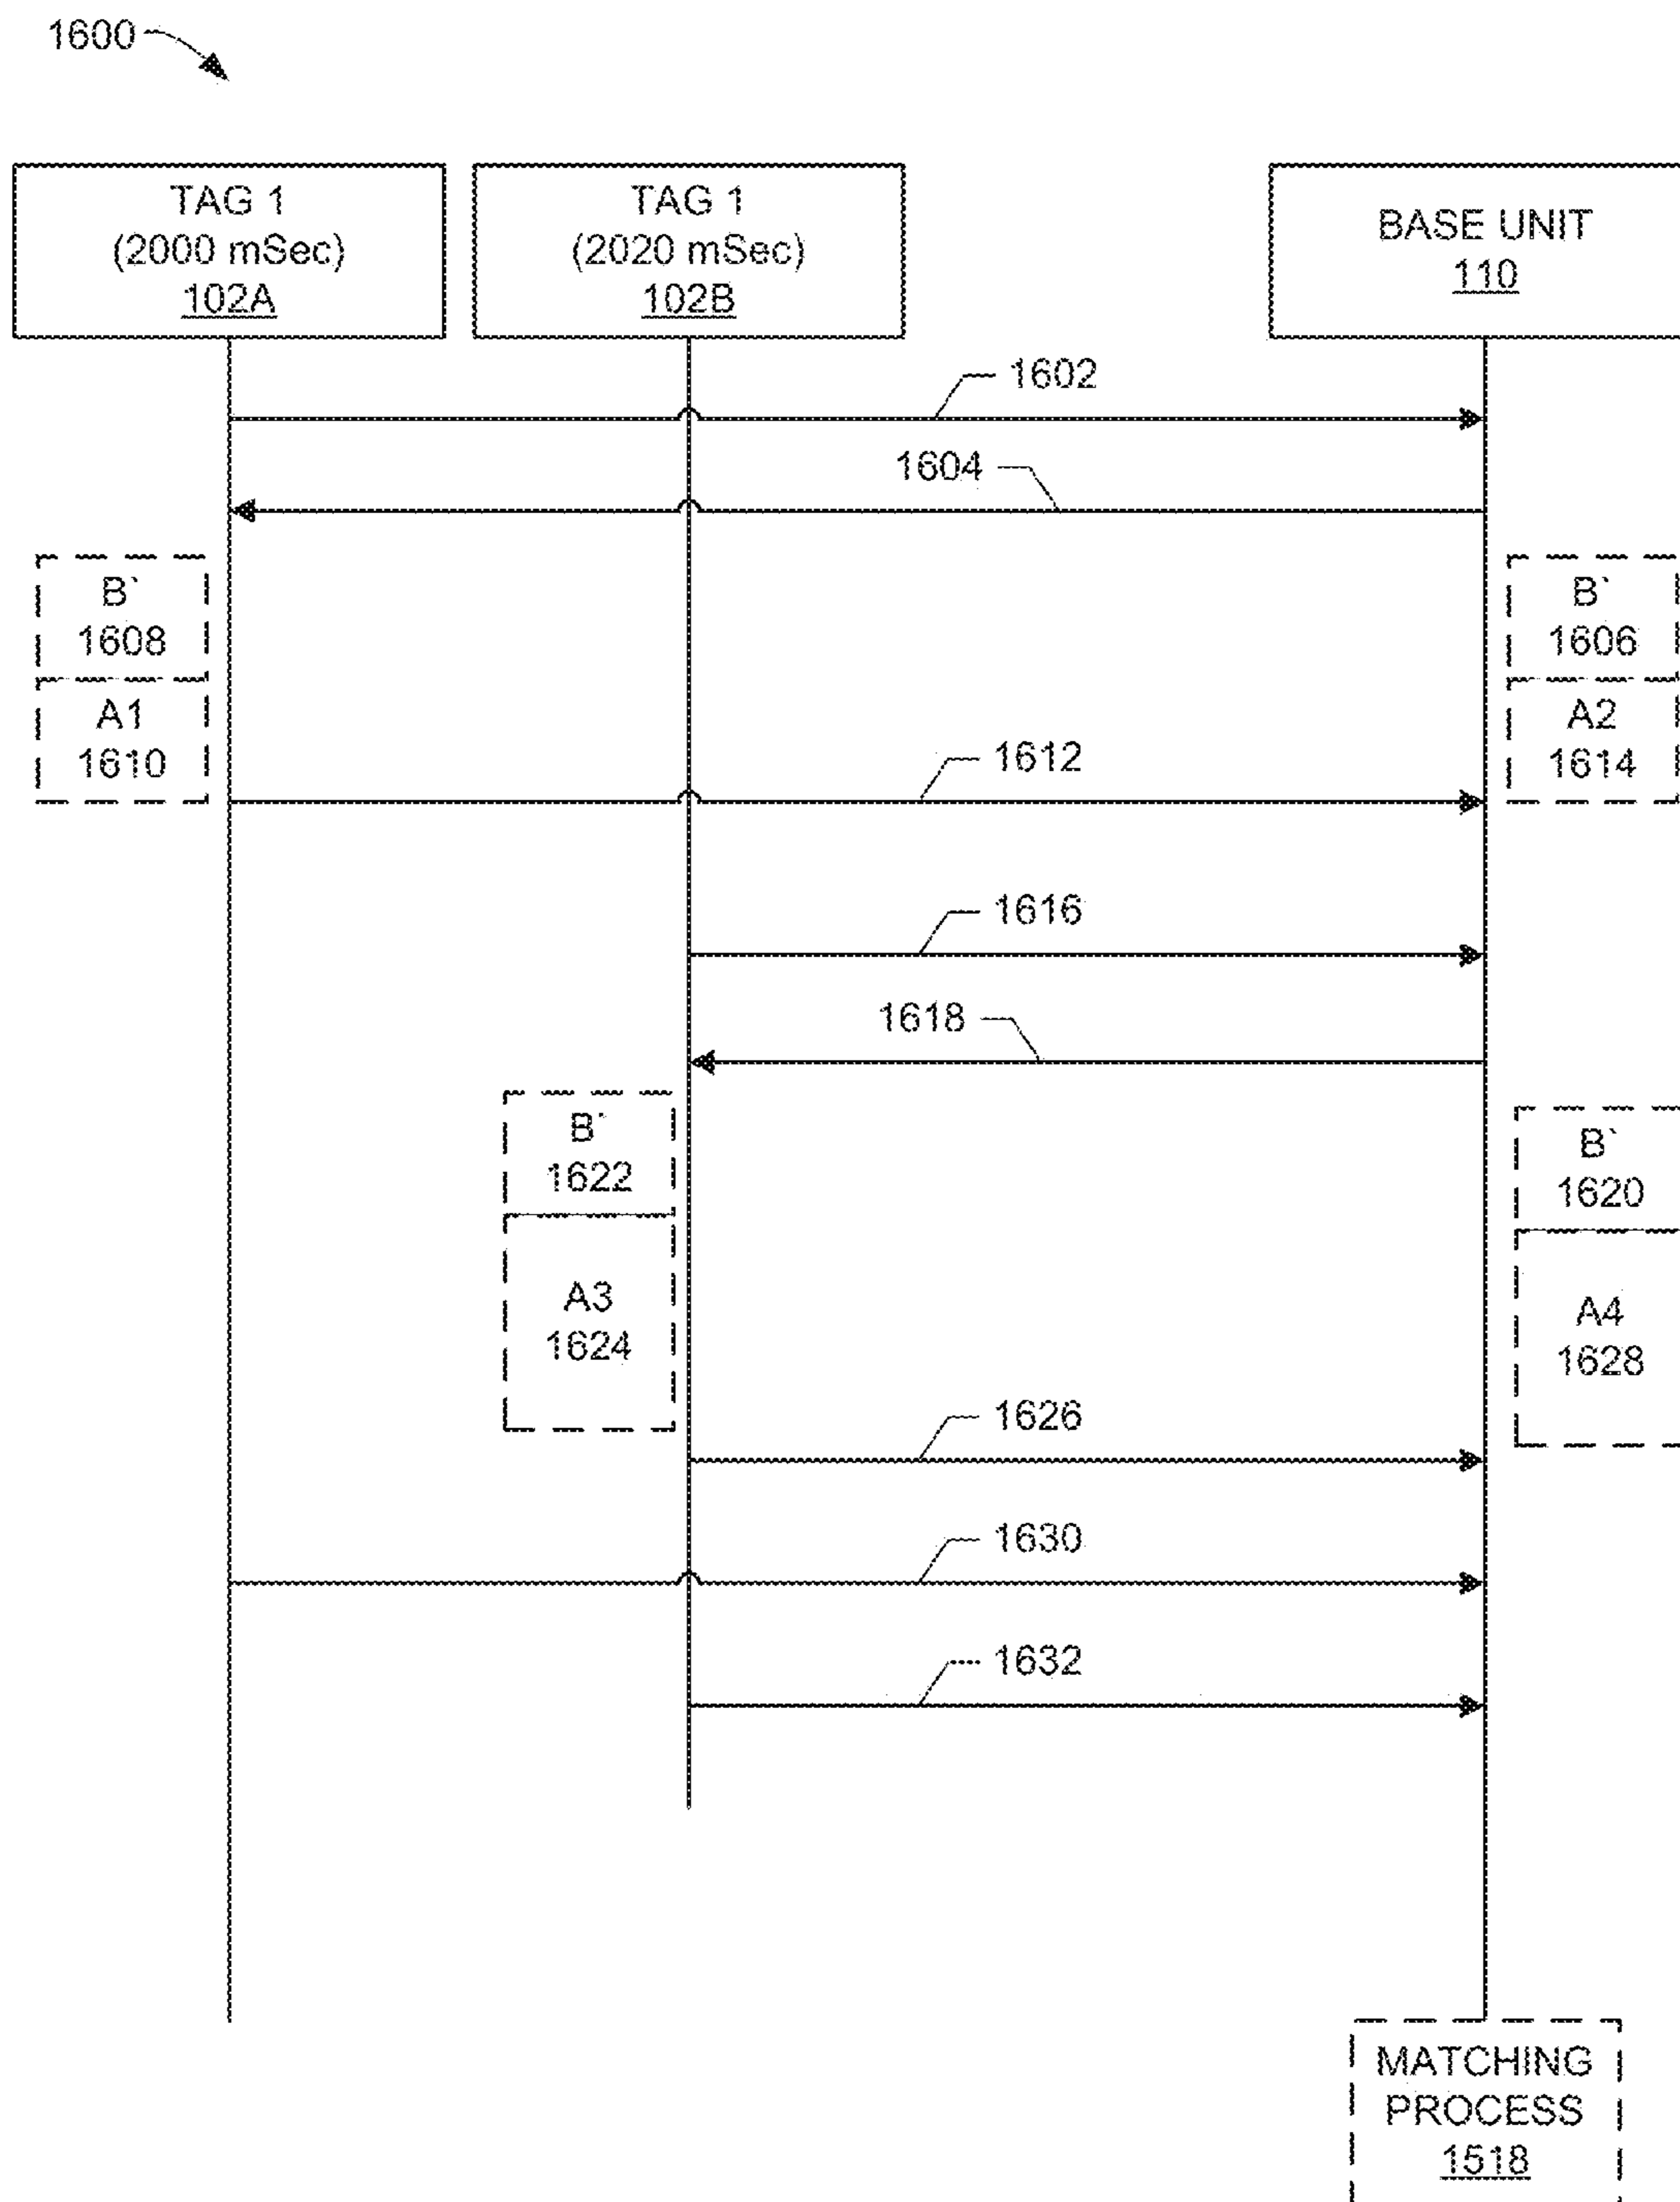 1600
TAG 1
(2000 mSec)
102A
TAG 1
(2020 mSec)
102B
BASE UNIT
110
1602
1604
B`
1608
A1
1610
B`
1606
A2
1614
1612
1616
1618
B`
1622
A3
1624
B`
1620
A4
1628
1626
1630
1632
MATCHING
PROCESS
1518